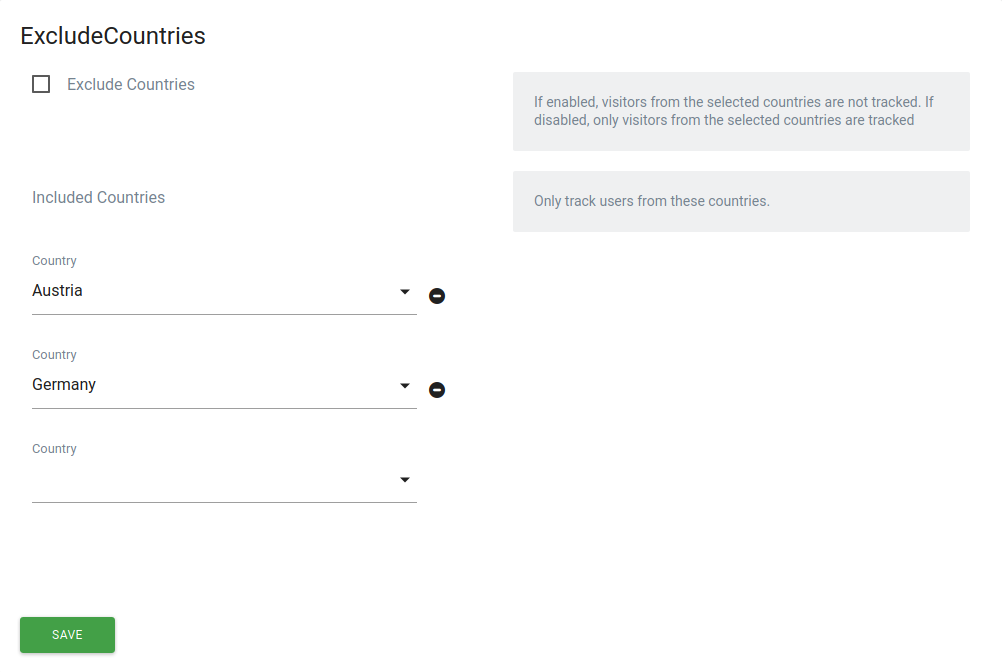 ExcludeCountries
Exclude Countries
If enabled, visitors from the selected countries are not tracked. If
disabled, only visitors from the selected countries are tracked
Included Countries
Only track users from these countries.
Country
Austria
Country
Germany
Country
SAVE